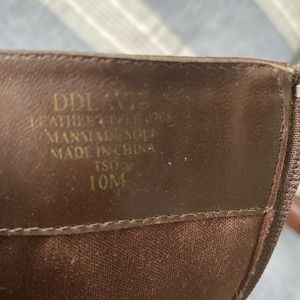 LEATHER UPPER
MANMADE SOLE
MADE IN CHINA
TSO
10M